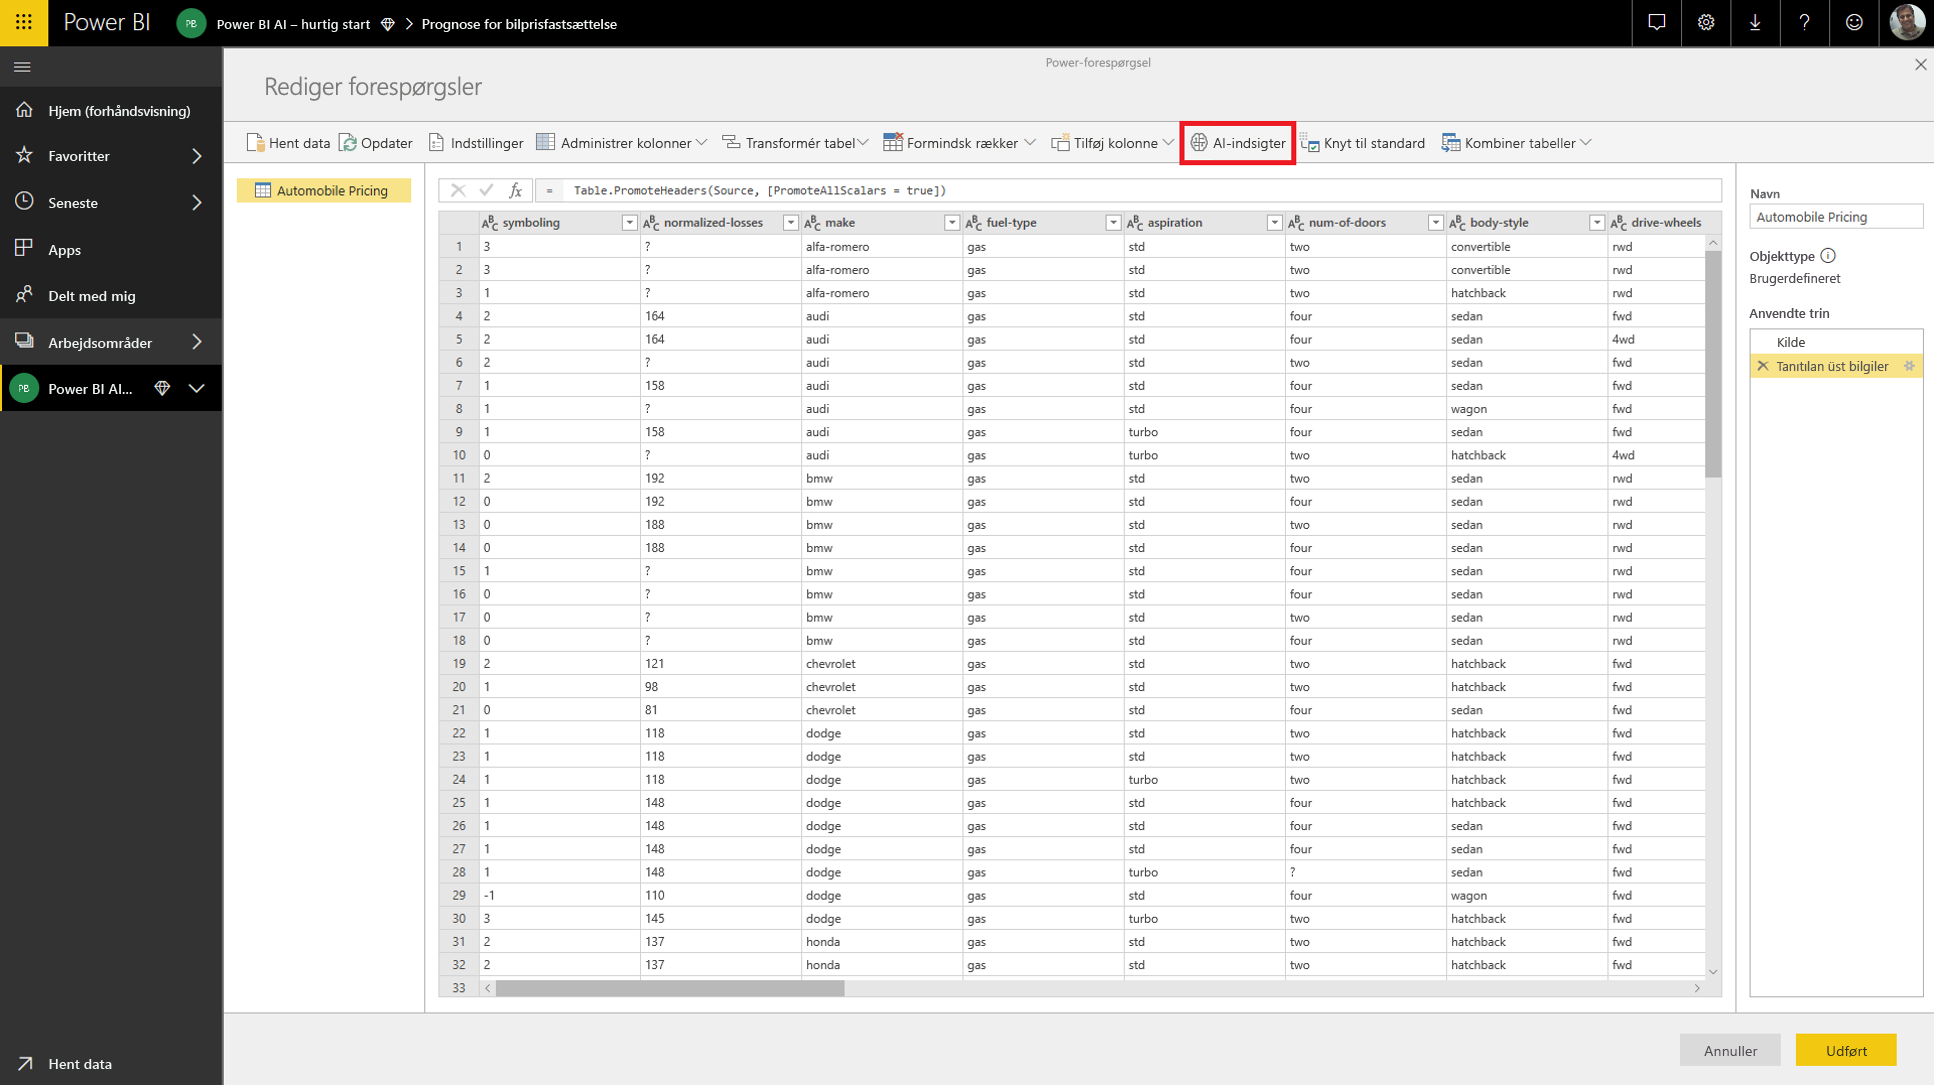 Power BI PB Power BI AI – hurtig start > Prognose for bilprisfastsættelse
Power-forespørgsel
Rediger forespørgsler
Hjem (forhåndsvisning)
Favoritter
Seneste
Apps
Delt med mig
Arbejdsområder
PB Power BI AI...
Hent data
Hent data Opdater Indstillinger Administrer kolonner Transformér tabel Formindsk rækker Tilføj kolonne AI-indsigter Knyt til standard Kombiner tabeller
Automobile Pricing
fx = Table.PromoteHeaders(Source, [PromoteAllScalars = true])
symboling normalized-losses make fuel-type aspiration num-of-doors body-style drive-wheels
1 3 ? alfa-romero gas std two convertible rwd
2 3 ? alfa-romero gas std two convertible rwd
3 1 ? alfa-romero gas std two hatchback rwd
4 2 164 audi gas std four sedan fwd
5 2 164 audi gas std four sedan 4wd
6 2 ? audi gas std two sedan fwd
7 1 158 audi gas std four sedan fwd
8 1 ? audi gas std four wagon fwd
9 1 158 audi gas turbo four sedan fwd
10 0 ? audi gas turbo two hatchback 4wd
11 2 192 bmw gas std two sedan rwd
12 0 192 bmw gas std four sedan rwd
13 0 188 bmw gas std two sedan rwd
14 0 188 bmw gas std four sedan rwd
15 1 ? bmw gas std four sedan rwd
16 0 ? bmw gas std four sedan rwd
17 0 ? bmw gas std two sedan rwd
18 0 ? bmw gas std four sedan rwd
19 2 121 chevrolet gas std two hatchback fwd
20 1 98 chevrolet gas std two hatchback fwd
21 0 81 chevrolet gas std four sedan fwd
22 1 118 dodge gas std two hatchback fwd
23 1 118 dodge gas std two hatchback fwd
24 1 118 dodge gas turbo two hatchback fwd
25 1 148 dodge gas std four hatchback fwd
26 1 148 dodge gas std four sedan fwd
27 1 148 dodge gas std four sedan fwd
28 1 148 dodge gas turbo ? sedan fwd
29 -1 110 dodge gas std four wagon fwd
30 3 145 dodge gas turbo two hatchback fwd
31 2 137 honda gas std two hatchback fwd
32 2 137 honda gas std two hatchback fwd
33
Navn
Automobile Pricing
Objekttype
Brugerdefineret
Anvendte trin
Kilde
Tanıtılan üst bilgiler
Annuller Udført